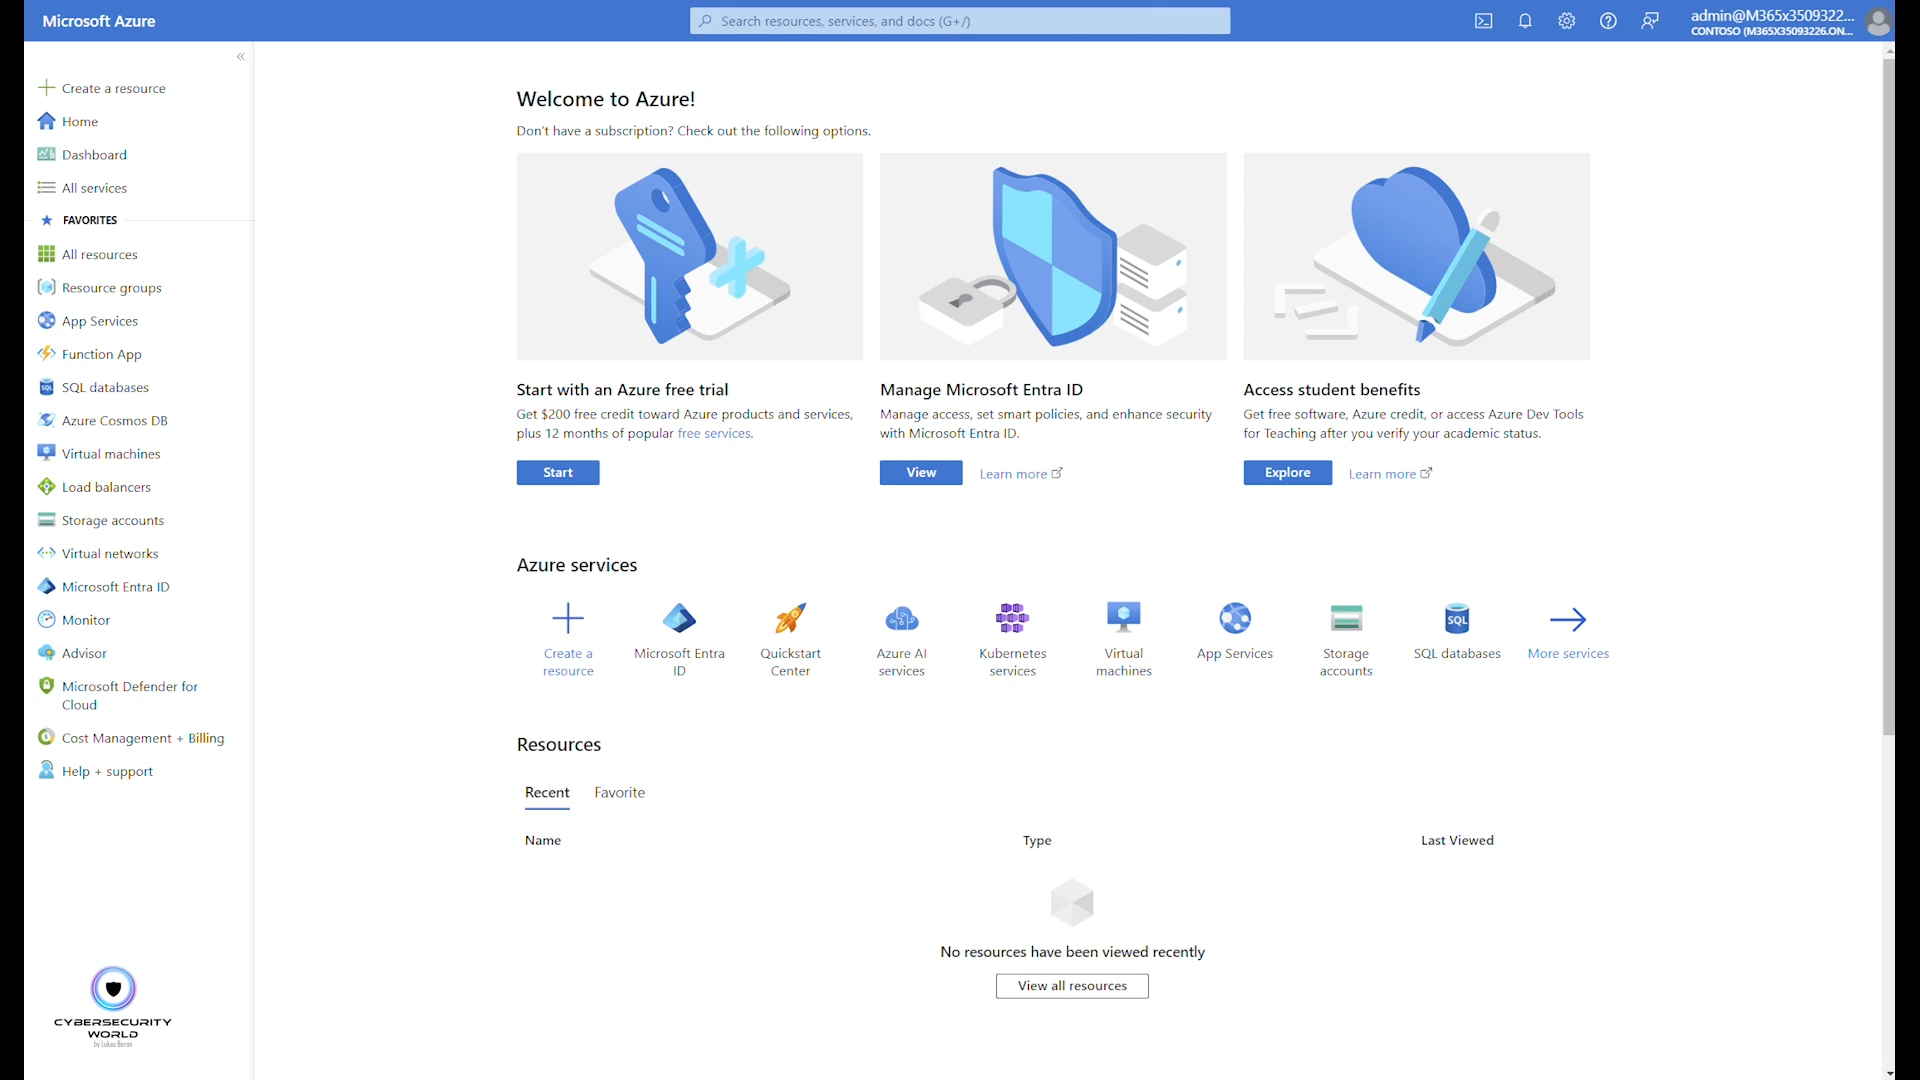 Microsoft Azure
Search resources, services, and docs (G+/)
admin@M365x3509322...
CONTOSO (M365X35093226.ON...
Create a resource
Home
Dashboard
All services
FAVORITES
All resources
Resource groups
App Services
Function App
SQL databases
Azure Cosmos DB
Virtual machines
Load balancers
Storage accounts
Virtual networks
Microsoft Entra ID
Monitor
Advisor
Microsoft Defender for
Cloud
Cost Management + Billing
Help + support
CYBERSECURITY
WORLD
by Lukas Beran
Welcome to Azure!
Don't have a subscription? Check out the following options.
Start with an Azure free trial
Get $200 free credit toward Azure products and services,
plus 12 months of popular free services.
Start
Manage Microsoft Entra ID
Manage access, set smart policies, and enhance security
with Microsoft Entra ID.
View
Learn more
Access student benefits
Get free software, Azure credit, or access Azure Dev Tools
for Teaching after you verify your academic status.
Explore
Learn more
Azure services
Create a
resource
Microsoft Entra
ID
Quickstart
Center
Azure AI
services
Kubernetes
services
Virtual
machines
App Services
Storage
accounts
SQL
SQL databases
More services
Resources
Recent
Favorite
Name
Type
Last Viewed
No resources have been viewed recently
View all resources